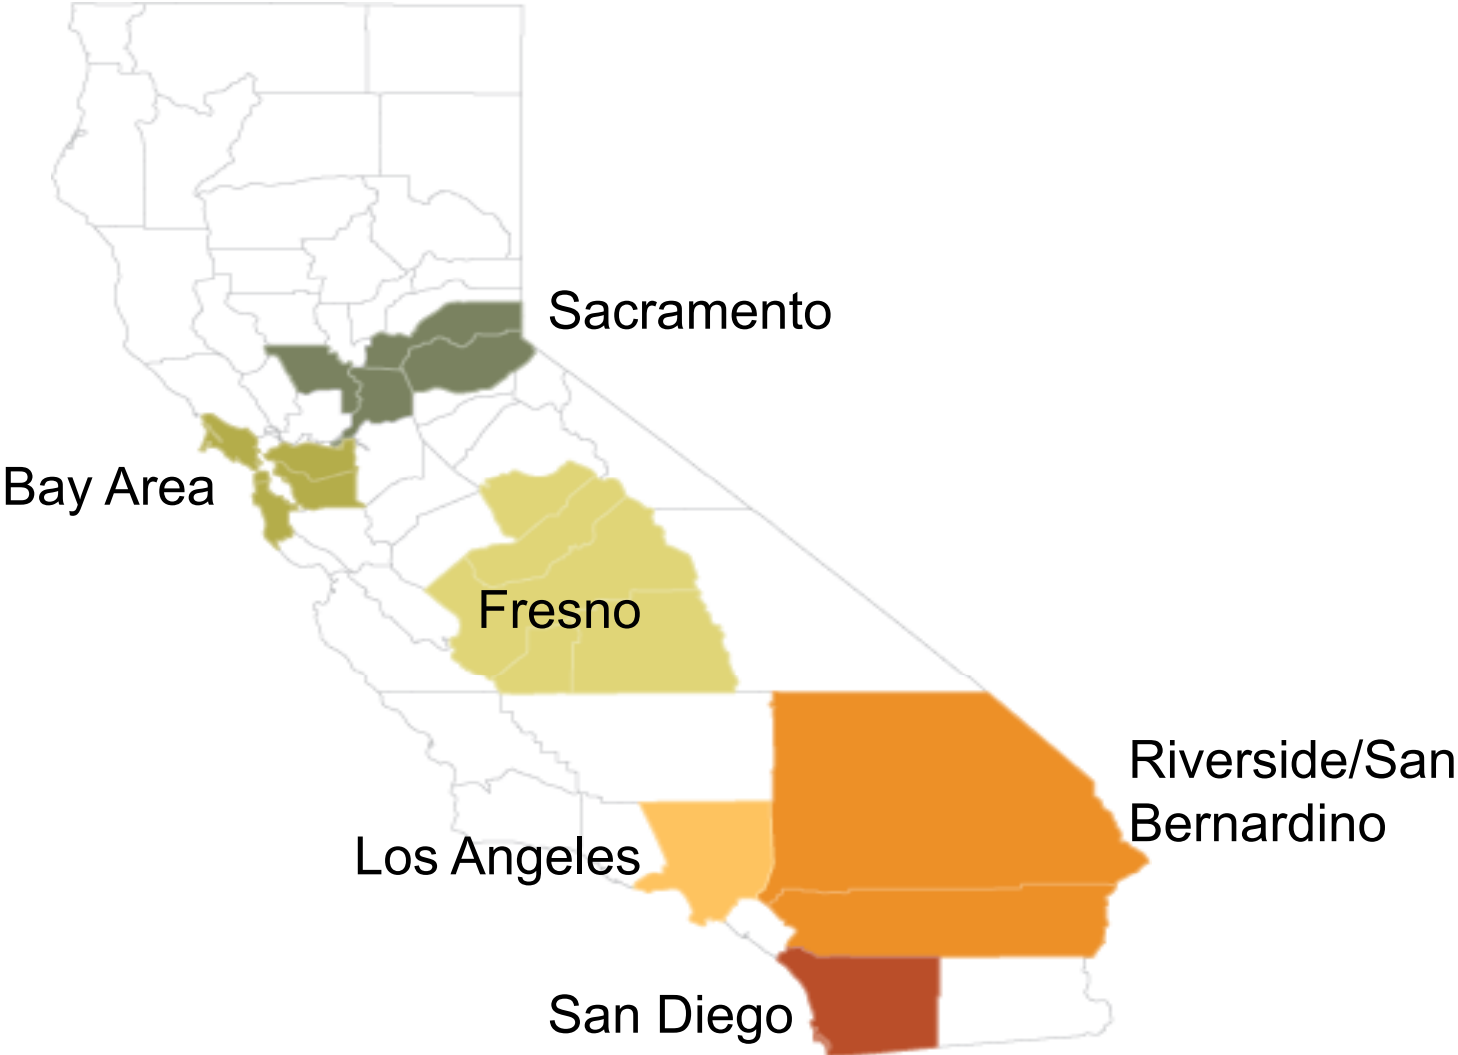 Sacramento
Bay Area
Fresno
Riverside/San
Bernardino
Los Angeles
San Diego